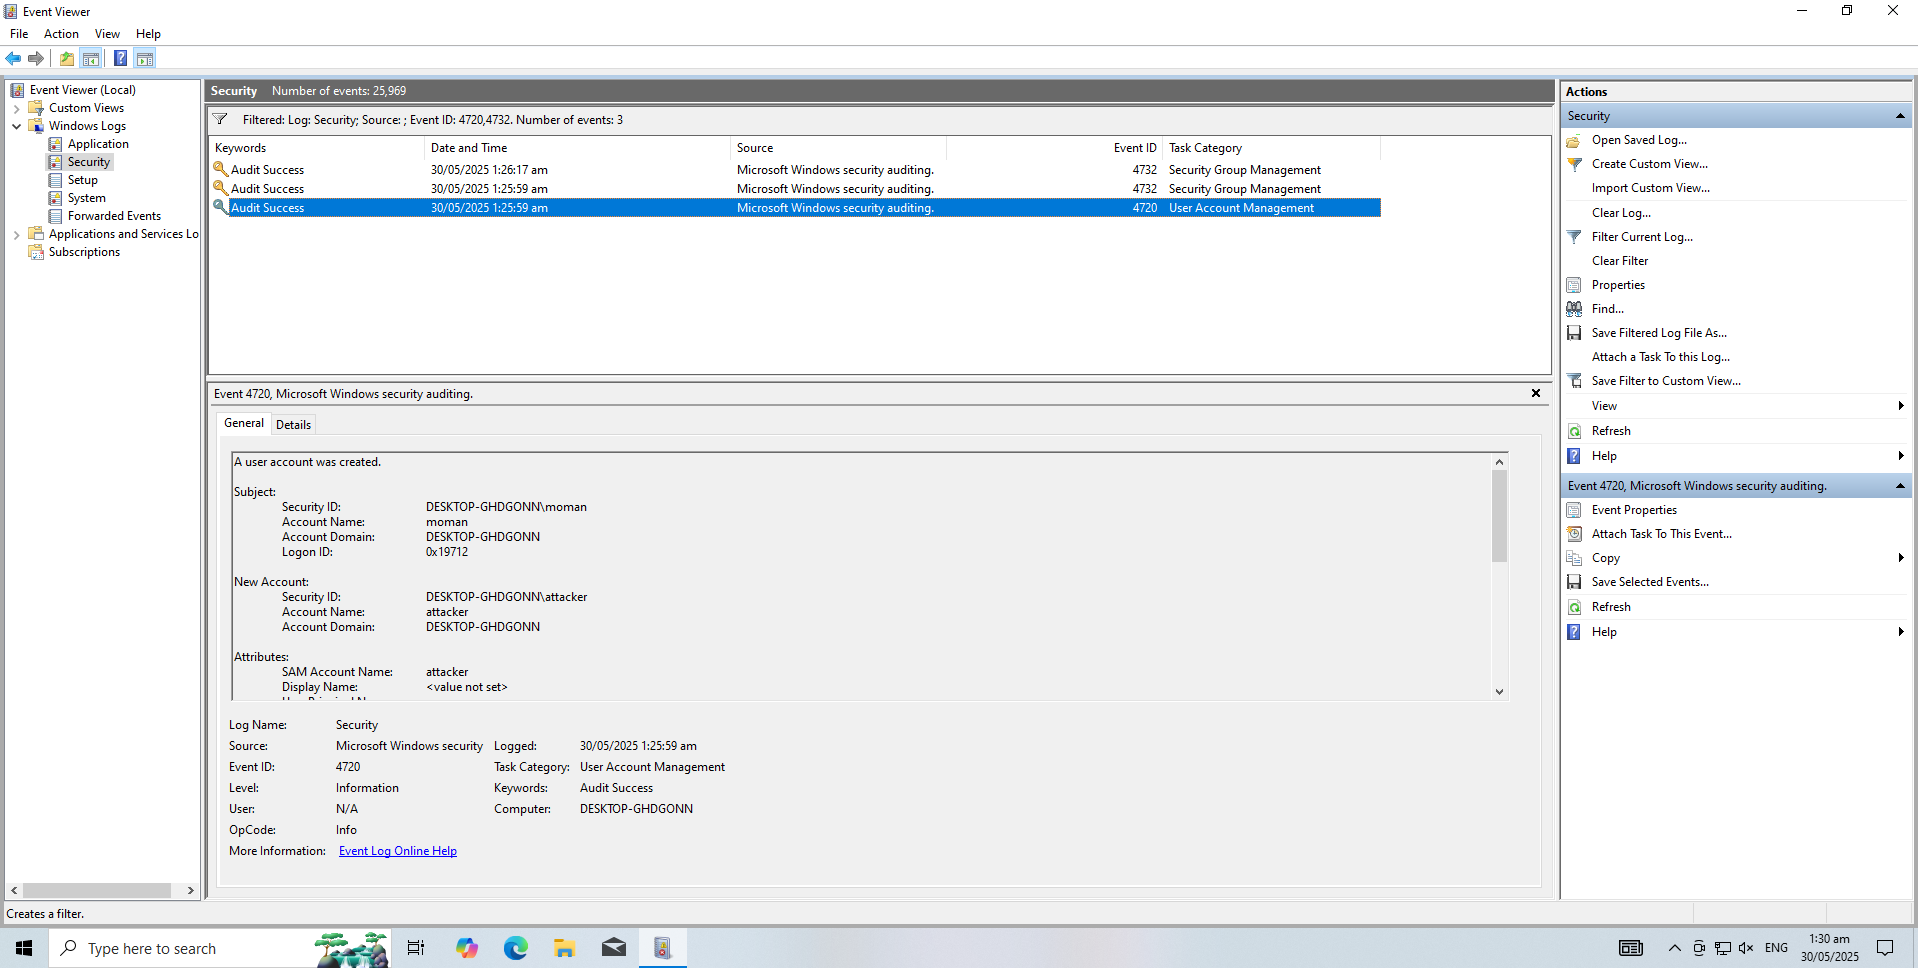 Event Viewer
File Action View Help
Event Viewer (Local)
Custom Views
Windows Logs
Application
Security
Setup
System
Forwarded Events
Applications and Services Lo
Subscriptions
Security Number of events: 25,969
Filtered: Log: Security; Source: ; Event ID: 4720,4732. Number of events: 3
Keywords Date and Time Source Event ID Task Category
Audit Success 30/05/2025 1:26:17 am Microsoft Windows security auditing. 4732 Security Group Management
Audit Success 30/05/2025 1:25:59 am Microsoft Windows security auditing. 4732 Security Group Management
Audit Success 30/05/2025 1:25:59 am Microsoft Windows security auditing. 4720 User Account Management
Event 4720, Microsoft Windows security auditing.
General Details
A user account was created.
Subject:
Security ID: DESKTOP-GHDGONN\moman
Account Name: moman
Account Domain: DESKTOP-GHDGONN
Logon ID: 0x19712
New Account:
Security ID: DESKTOP-GHDGONN\attacker
Account Name: attacker
Account Domain: DESKTOP-GHDGONN
Attributes:
SAM Account Name: attacker
Display Name: <value not set>
Log Name: Security
Source: Microsoft Windows security Logged: 30/05/2025 1:25:59 am
Event ID: 4720 Task Category: User Account Management
Level: Information Keywords: Audit Success
User: N/A Computer: DESKTOP-GHDGONN
OpCode: Info
More Information: Event Log Online Help
Actions
Security
Open Saved Log...
Create Custom View...
Import Custom View...
Clear Log...
Filter Current Log...
Clear Filter
Properties
Find...
Save Filtered Log File As...
Attach a Task To this Log...
Save Filter to Custom View...
View
Refresh
Help
Event 4720, Microsoft Windows security auditing.
Event Properties
Attach Task To This Event...
Copy
Save Selected Events...
Refresh
Help
Creates a filter.
Type here to search
ENG
1:30 am
30/05/2025